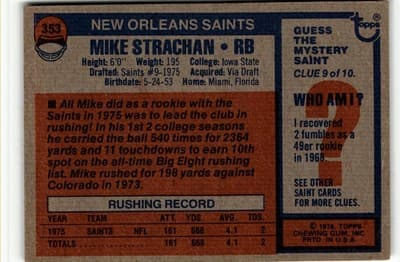 353
NEW ORLEANS SAINTS
MIKE STRACHAN • RB
Height: 6'0" Weight: 195 College: Iowa State
Drafted: Saints #9-1975 Acquired: Via Draft
Birthdate: 5-24-53 Home: Miami, Florida
All Mike did as a rookie with the
Saints in 1975 was to lead the club in
rushing! In his 1st 2 college seasons
he carried the ball 540 times for 2364
yards and 11 touchdowns to earn 10th
spot on the all-time Big Eight rushing
list. Mike rushed for 198 yards against
Colorado in 1973.
RUSHING RECORD
YEAR TEAM ATT. YDS. AVG. TD
1975 SAINTS NFL 161 668 4.1 2
TOTALS 161 668 4.1 2
topps
GUESS
THE
MYSTERY
SAINT
CLUE 9 of 10.
WHO AM I?
I recovered
2 fumbles as a
49er rookie in
1968.
SEE OTHER
SAINT CARDS
FOR MORE CLUES.
© 1976 TOPPS
CHEWING GUM, INC.
PRTD. IN U.S.A.